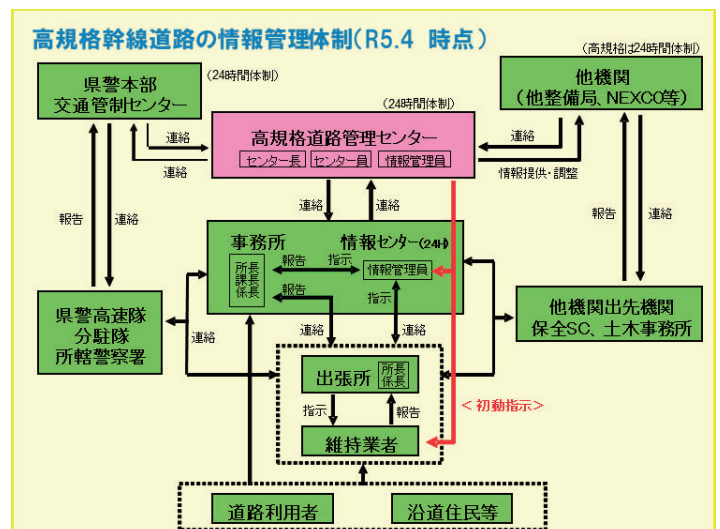 高規格幹線道路の情報管理体制(R5.4 時点)
(高規格は24時間体制)
県警本部
交通管制センター
(24時間体制)
他機関
(他整備局、NEXCO等)
(24時間体制)
高規格道路管理センター
センター長 センター員 情報管理員
連絡
連絡
連絡
情報提供・調整
連絡
連絡
報告
連絡
報告
連絡
事務所
情報センター(24H)
所長
課長
係長
報告
指示
情報管理員
報告
指示
県警高速隊
分駐隊
所轄警察署
連絡
連絡
連絡
連絡
他機関出先機関
保全SC、土木事務所
出張所
所長
係長
指示
報告
<初動指示>
維持業者
道路利用者
沿道住民等